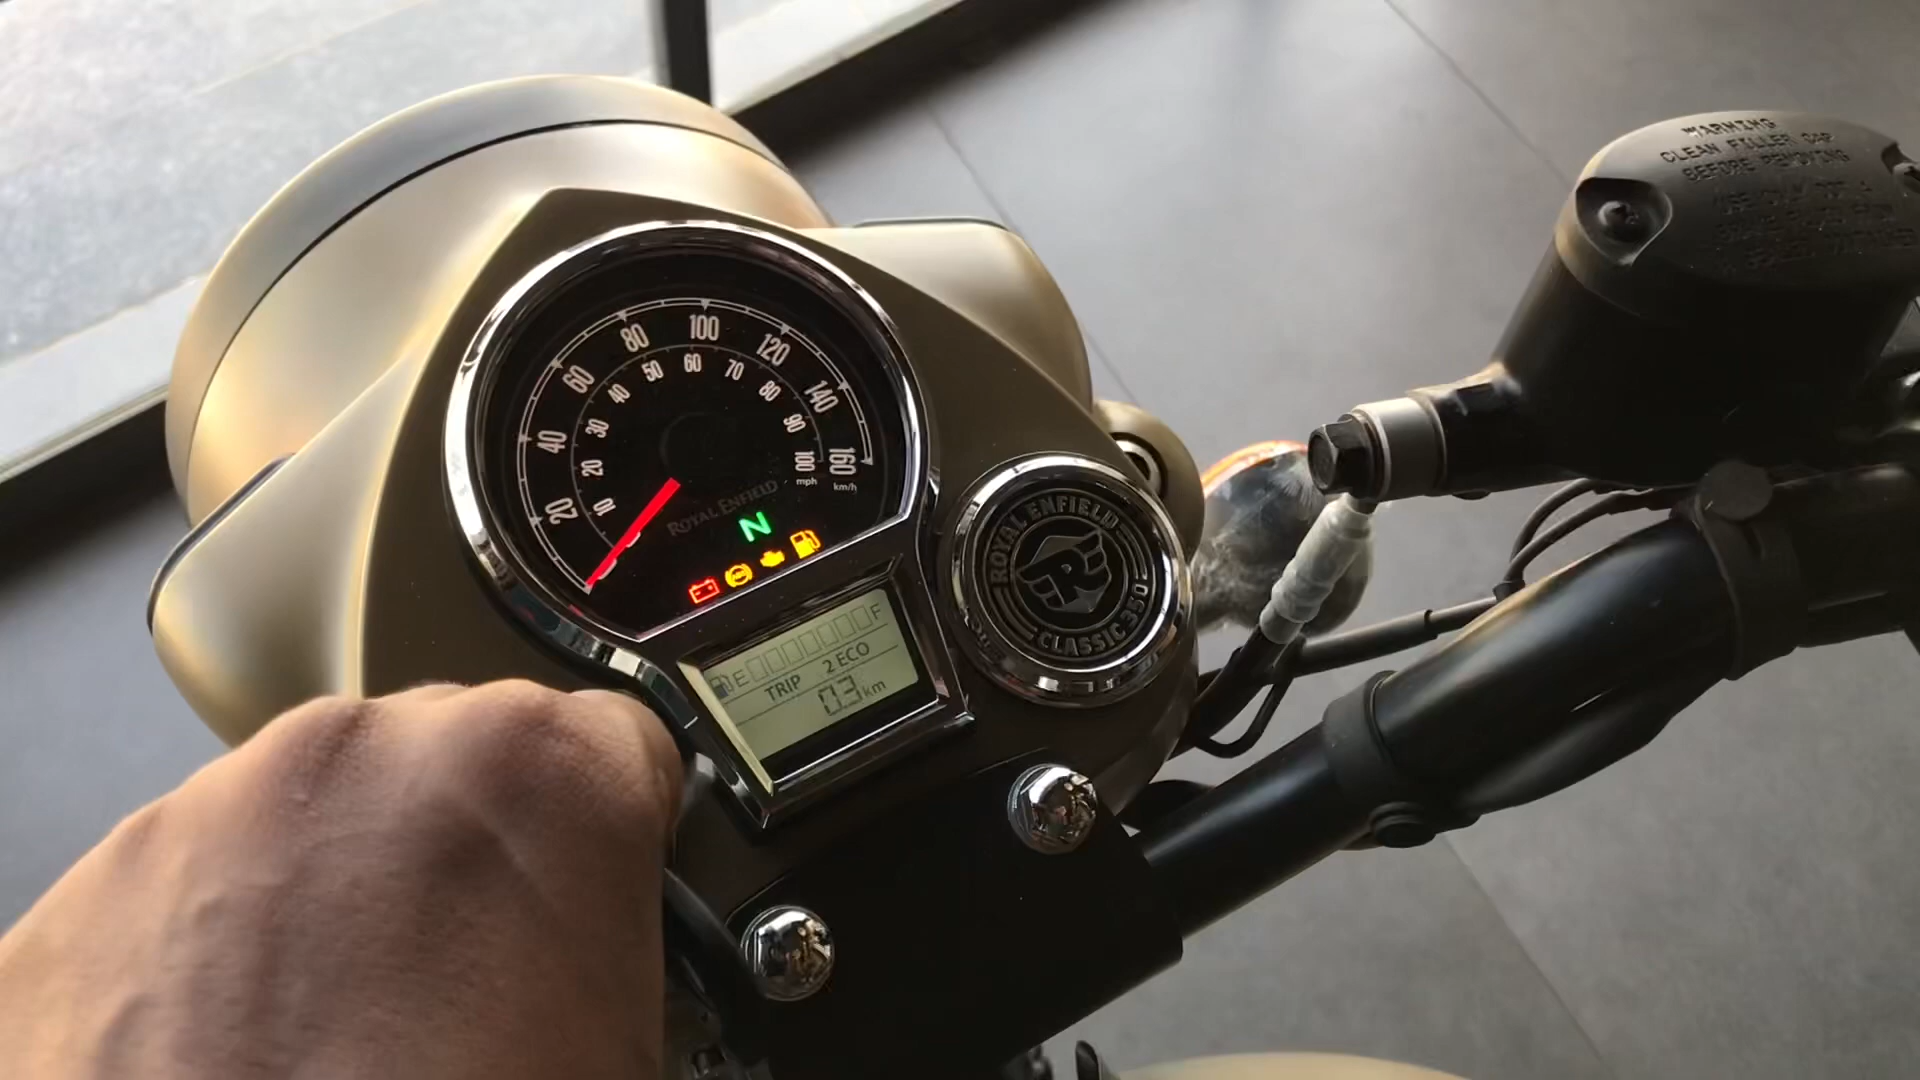 20 40 60 80 100 120 140 160
10 20 30 40 50 60 70 80 90 100
mph km/h
ROYAL ENFIELD
N
E F
2 ECO
TRIP
0.3 km
ROYAL ENFIELD
R
CLASSIC 350
WARNING
CLEAN FILLER CAP
BEFORE REMOVING